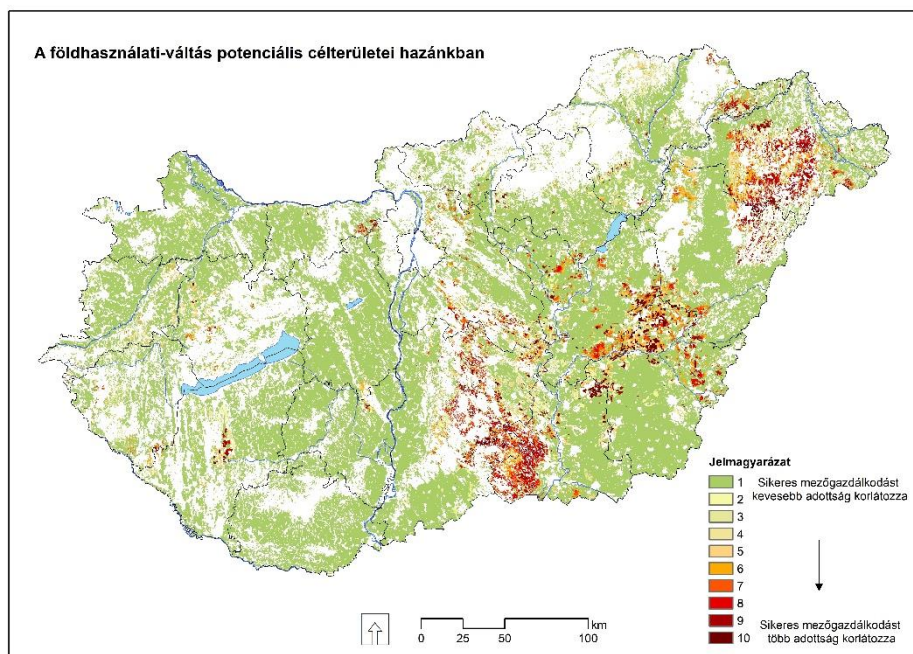 A földhasználati-váltás potenciális célterületei hazánkban
Jelmagyarázat
1 Sikeres mezőgazdálkodást
2 kevesebb adottság korlátozza
3
4
5
6
7
8
9 Sikeres mezőgazdálkodást
10 több adottság korlátozza
km
0 25 50 100